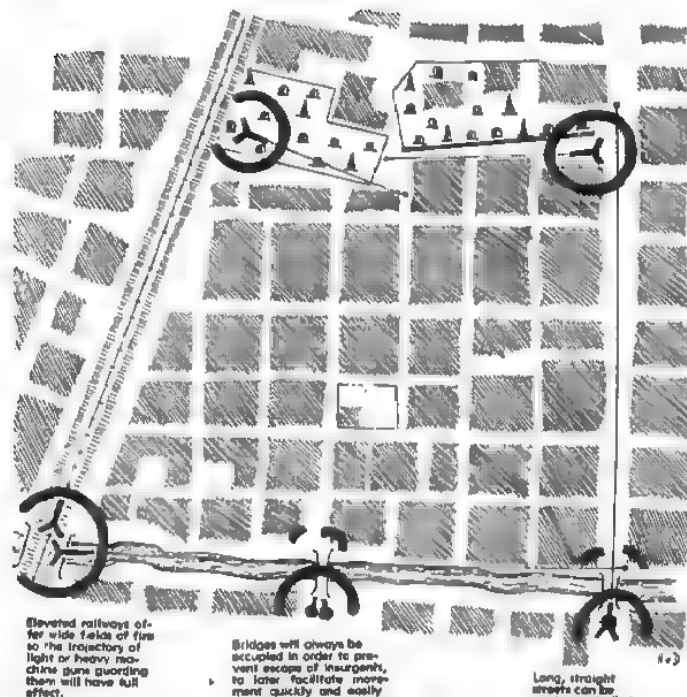 Elevated railways of-
fer wide fields of fire
so the trajectory of
light or heavy ma-
chine guns guarding
them will have full
effect.
Bridges will always be
occupied in order to pre-
vent escape of insurgents,
to later facilitate move-
ment quickly and easily
Long, straight
streets can be